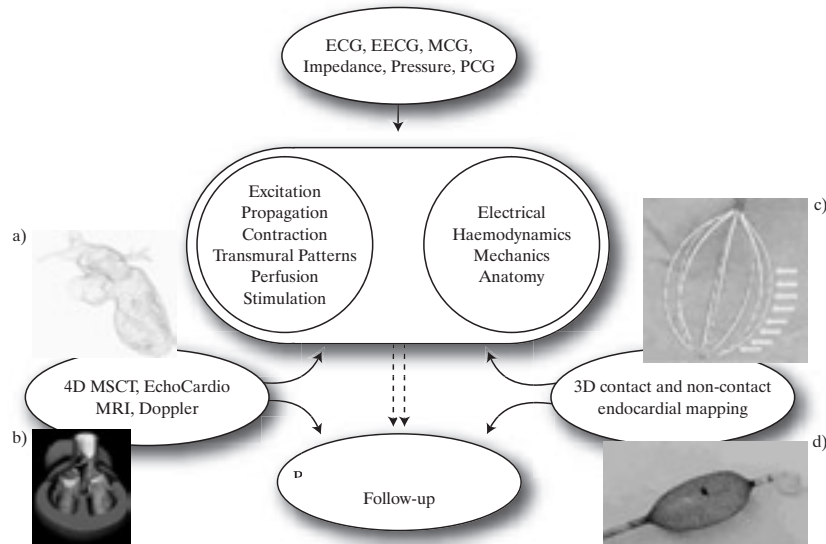 ECG, EECG, MCG,
Impedance, Pressure, PCG
Excitation
Propagation
Contraction
Transmural Patterns
Perfusion
Stimulation
Electrical
Haemodynamics
Mechanics
Anatomy
a)
c)
4D MSCT, EchoCardio
MRI, Doppler
3D contact and non-contact
endocardial mapping
b)
d)
Follow-up